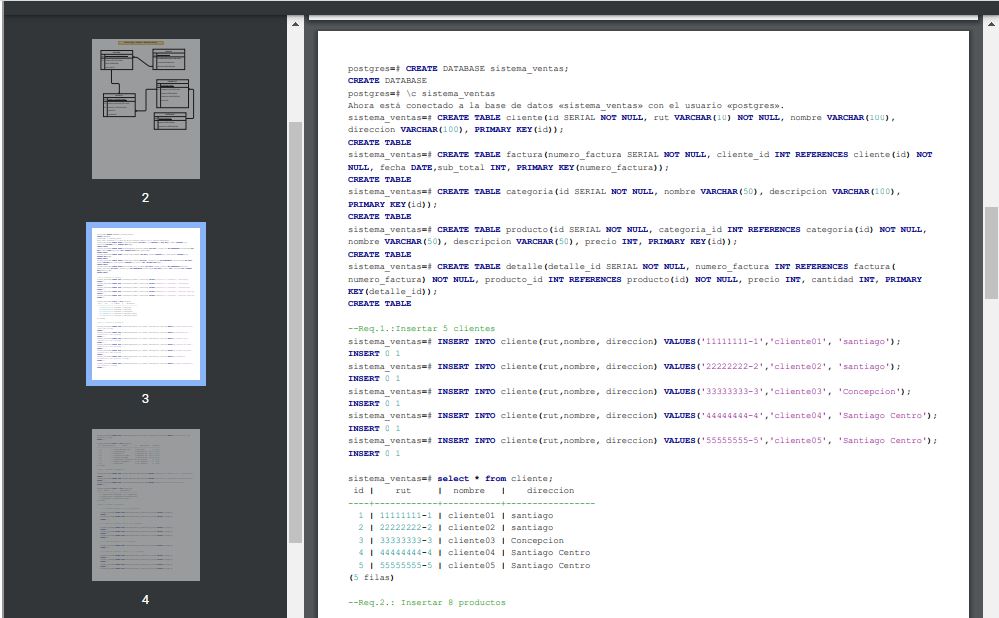 2
3
4
postgres=# CREATE DATABASE sistema_ventas;
CREATE DATABASE
postgres=# \c sistema_ventas
Ahora está conectado a la base de datos «sistema_ventas» con el usuario «postgres».
sistema_ventas=# CREATE TABLE cliente(id SERIAL NOT NULL, rut VARCHAR(10) NOT NULL, nombre VARCHAR(100),
direccion VARCHAR(100), PRIMARY KEY(id));
CREATE TABLE
sistema_ventas=# CREATE TABLE factura(numero_factura SERIAL NOT NULL, cliente_id INT REFERENCES cliente(id) NOT
NULL, fecha DATE,sub_total INT, PRIMARY KEY(numero_factura));
CREATE TABLE
sistema_ventas=# CREATE TABLE categoria(id SERIAL NOT NULL, nombre VARCHAR(50), descripcion VARCHAR(100),
PRIMARY KEY(id));
CREATE TABLE
sistema_ventas=# CREATE TABLE producto(id SERIAL NOT NULL, categoria_id INT REFERENCES categoria(id) NOT NULL,
nombre VARCHAR(50), descripcion VARCHAR(50), precio INT, PRIMARY KEY(id));
CREATE TABLE
sistema_ventas=# CREATE TABLE detalle(detalle_id SERIAL NOT NULL, numero_factura INT REFERENCES factura(
numero_factura) NOT NULL, producto_id INT REFERENCES producto(id) NOT NULL, precio INT, cantidad INT, PRIMARY
KEY(detalle_id));
CREATE TABLE
--Req.1.:Insertar 5 clientes
sistema_ventas=# INSERT INTO cliente(rut,nombre, direccion) VALUES('11111111-1','cliente01', 'santiago');
INSERT 0 1
sistema_ventas=# INSERT INTO cliente(rut,nombre, direccion) VALUES('22222222-2','cliente02', 'santiago');
INSERT 0 1
sistema_ventas=# INSERT INTO cliente(rut,nombre, direccion) VALUES('33333333-3','cliente03', 'Concepcion');
INSERT 0 1
sistema_ventas=# INSERT INTO cliente(rut,nombre, direccion) VALUES('44444444-4','cliente04', 'Santiago Centro');
INSERT 0 1
sistema_ventas=# INSERT INTO cliente(rut,nombre, direccion) VALUES('55555555-5','cliente05', 'Santiago Centro');
INSERT 0 1
sistema_ventas=# select * from cliente;
id | rut | nombre | direccion
----+------------+-----------+-----------------
1 | 11111111-1 | cliente01 | santiago
2 | 22222222-2 | cliente02 | santiago
3 | 33333333-3 | cliente03 | Concepcion
4 | 44444444-4 | cliente04 | Santiago Centro
5 | 55555555-5 | cliente05 | Santiago Centro
(5 filas)
--Req.2.: Insertar 8 productos